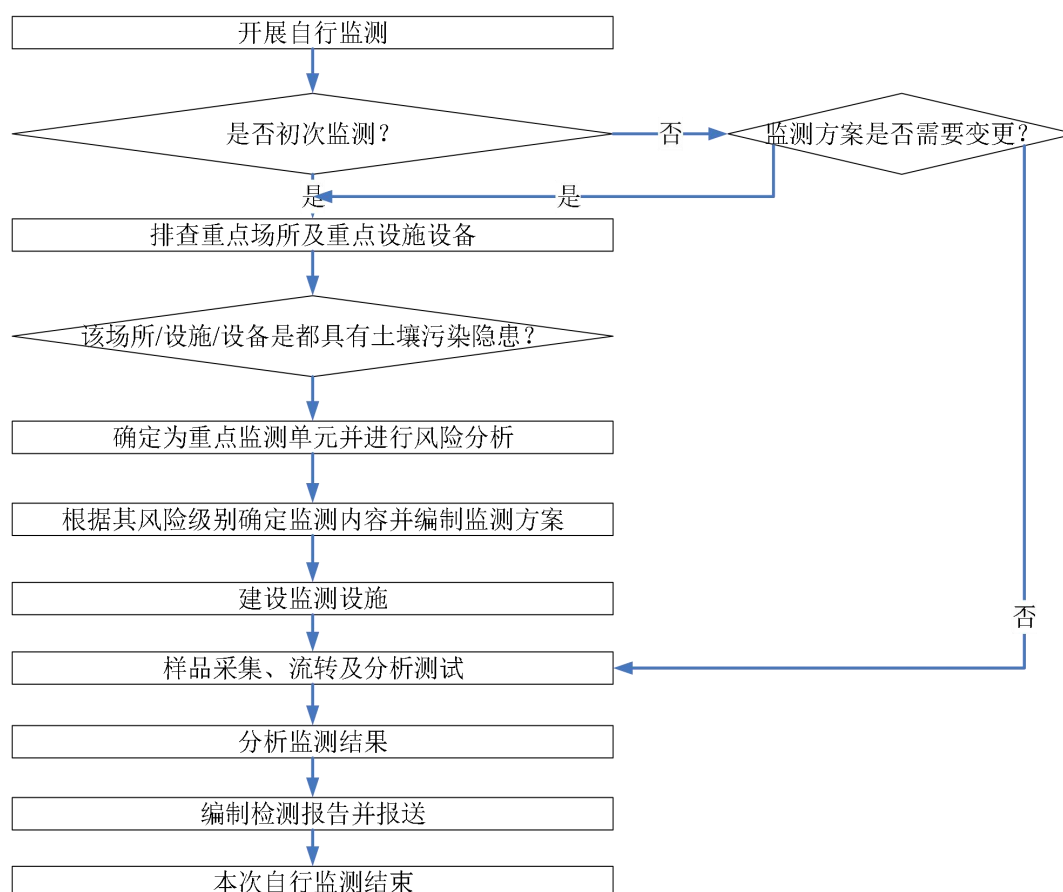 开展自行监测
是否初次监测？
否
监测方案是否需要变更？
是
是
排查重点场所及重点设施设备
该场所/设施/设备是都具有土壤污染隐患？
确定为重点监测单元并进行风险分析
根据其风险级别确定监测内容并编制监测方案
建设监测设施
否
样品采集、流转及分析测试
分析监测结果
编制检测报告并报送
本次自行监测结束